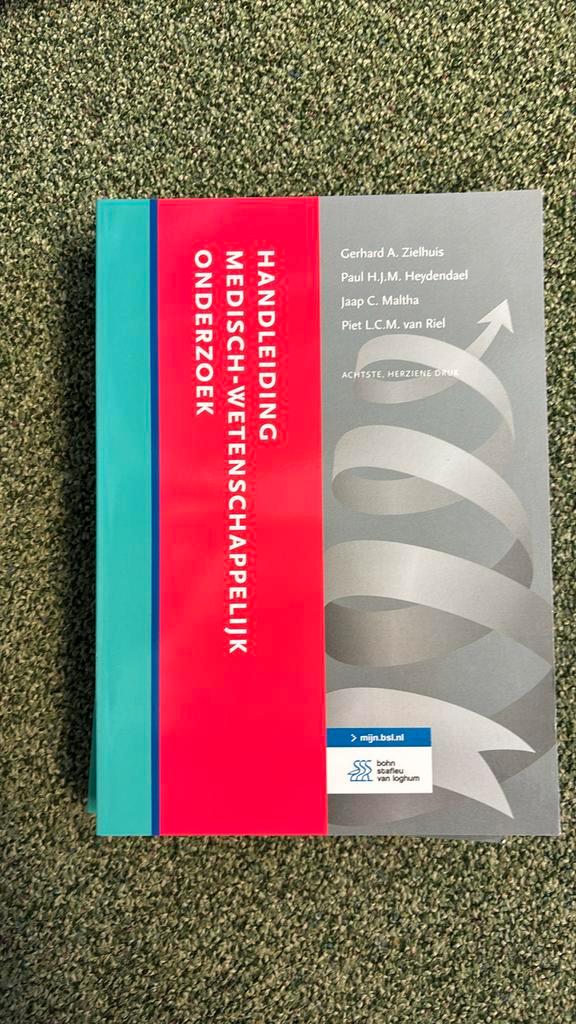 HANDLEIDING
MEDISCH-WETENSCHAPPELIJK
ONDERZOEK
Gerhard A. Zielhuis
Paul H.J.M. Heydendael
Jaap C. Maltha
Piet L.C.M. van Riel
ACHTSTE, HERZIENE DRUK
> mijn.bsl.nl
bohn
stafleu
van loghum